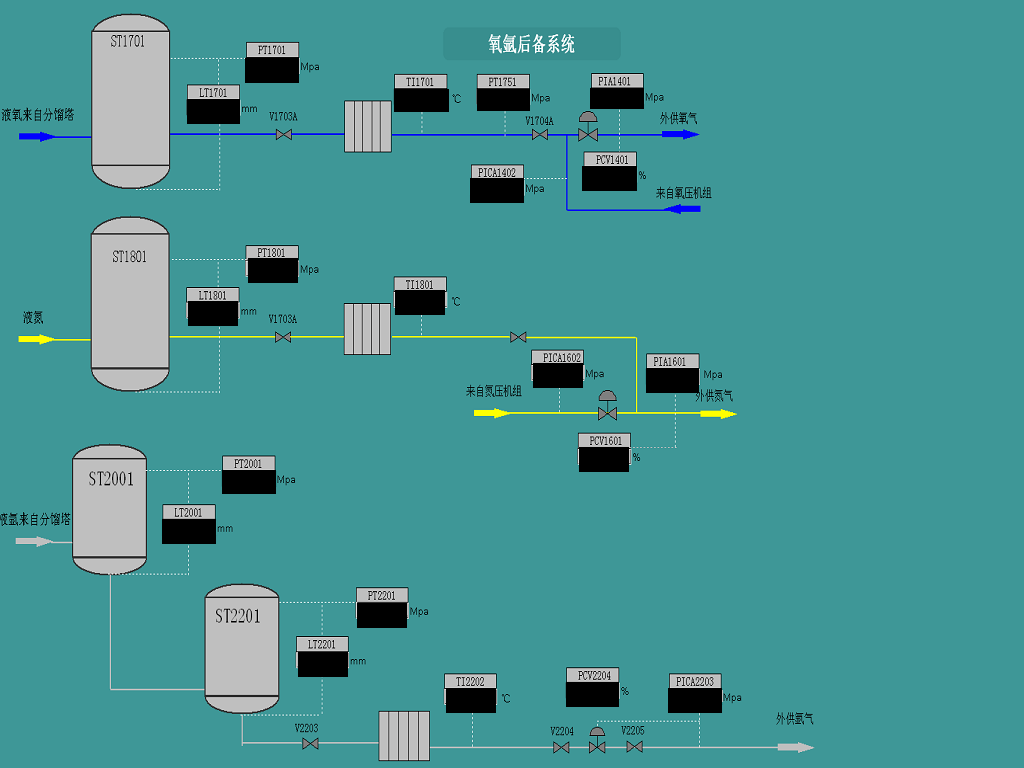 氧氩后备系统
ST1701
PT1701
Mpa
LT1701
mm
液氧来自分馏塔
V1703A
TI1701
℃
PT1751
Mpa
V1704A
PIA1401
Mpa
外供氧气
PICA1402
Mpa
PCV1401
%
来自氧压机组
ST1801
PT1801
Mpa
LT1801
mm
液氮
V1703A
TI1801
℃
PICA1602
Mpa
PIA1601
Mpa
来自氮压机组
外供氮气
PCV1601
%
ST2001
PT2001
Mpa
LT2001
mm
液氩来自分馏塔
ST2201
PT2201
Mpa
LT2201
mm
V2203
TI2202
℃
PCV2204
%
PICA2203
Mpa
V2204
V2205
外供氩气